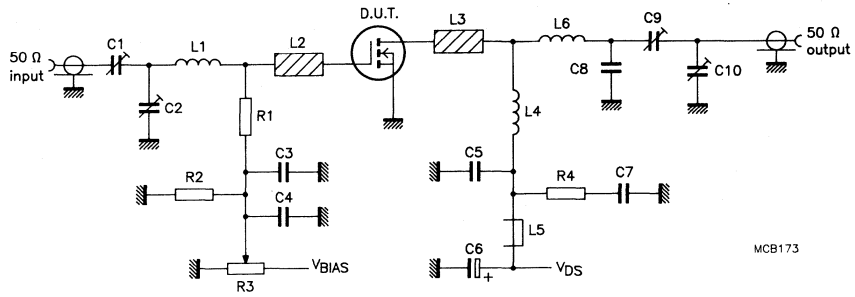 D.U.T.
50 Ω
input
C1
L1
L2
L3
L6
C9
50 Ω
output
C2
C8
C10
R1
L4
C3
C5
R2
R4
C7
C4
L5
C6
+
R3
VBIAS
VDS
MCB173